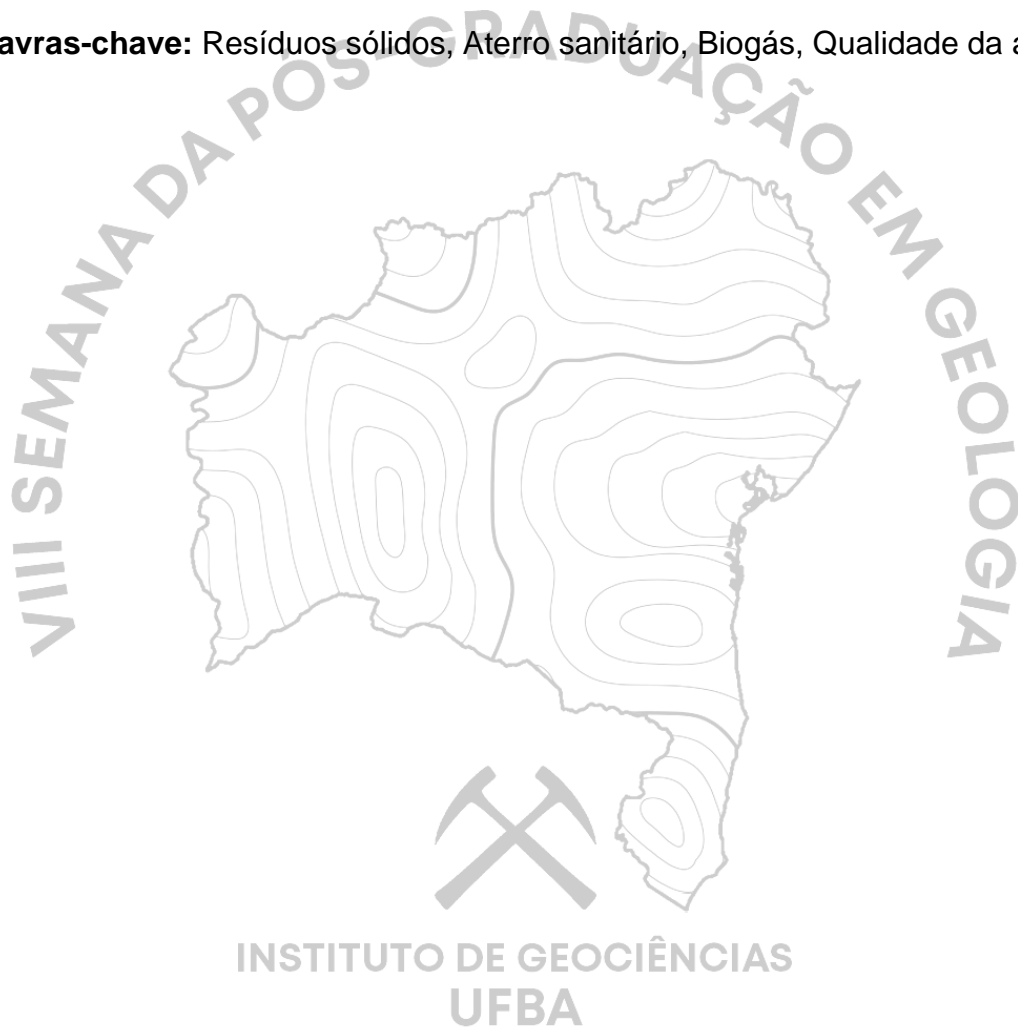 avras-chave: Resíduos sólidos, Aterro sanitário, Biogás, Qualidade da
VIII SEMANA DA PÓS-GRADUAÇÃO EM GEOLOGIA
INSTITUTO DE GEOCIÊNCIAS
UFBA